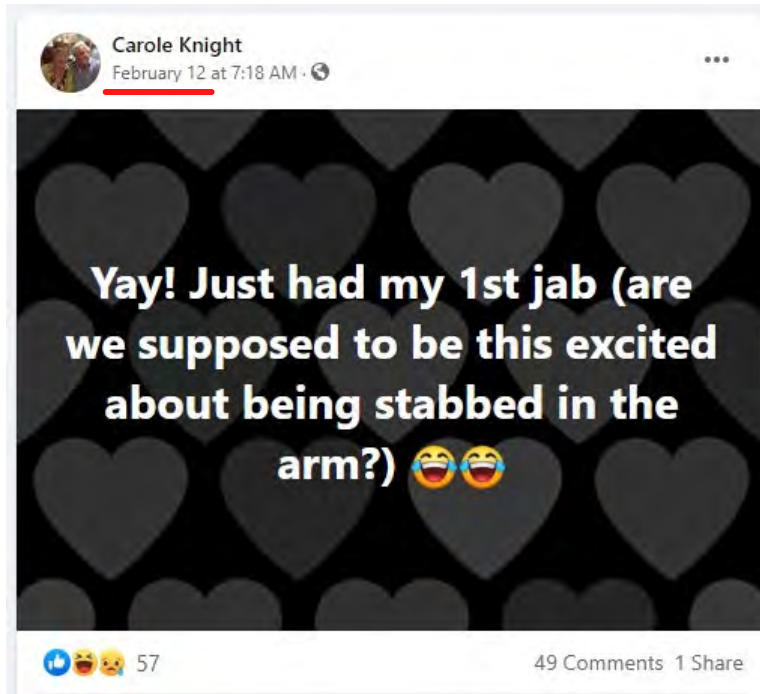 Carole Knight
February 12 at 7:18 AM ·
Yay! Just had my 1st jab (are
we supposed to be this excited
about being stabbed in the
arm?) 😂😂
57
49 Comments 1 Share